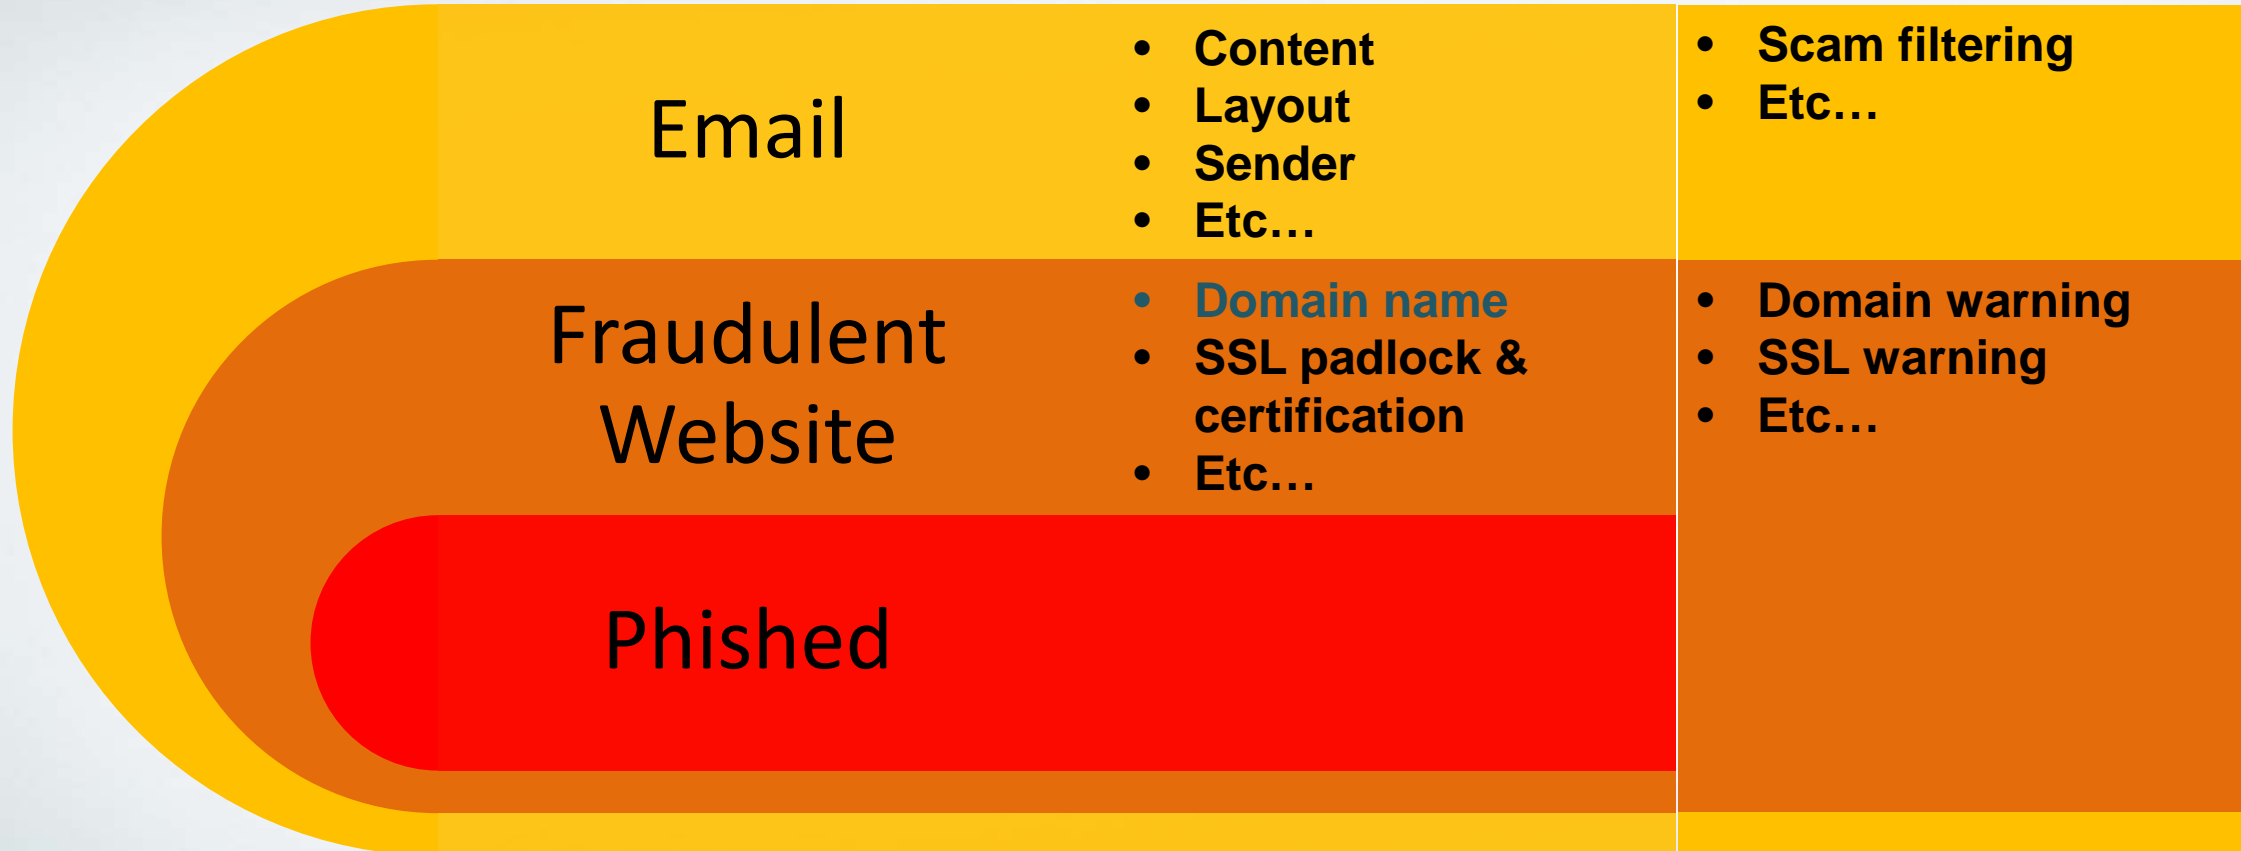 Email
• Content
• Layout
• Sender
• Etc…
• Scam filtering
• Etc…
Fraudulent
Website
• Domain name
• SSL padlock &
certification
• Etc…
• Domain warning
• SSL warning
• Etc…
Phished